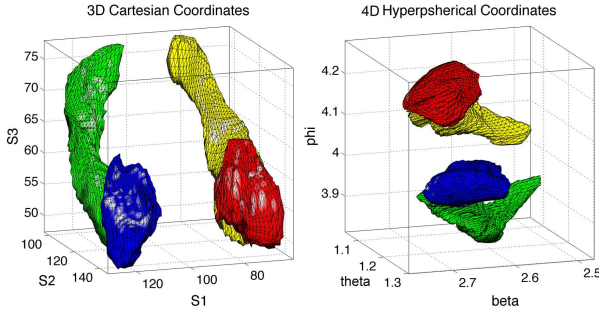 3D Cartesian Coordinates
75
70
65
60
55
50
S3
100
120
140
S2
120
100
80
S1
4D Hyperpsherical Coordinates
4.2
4.1
4
3.9
phi
1.1
1.2
1.3
theta
2.7
2.6
2.5
beta